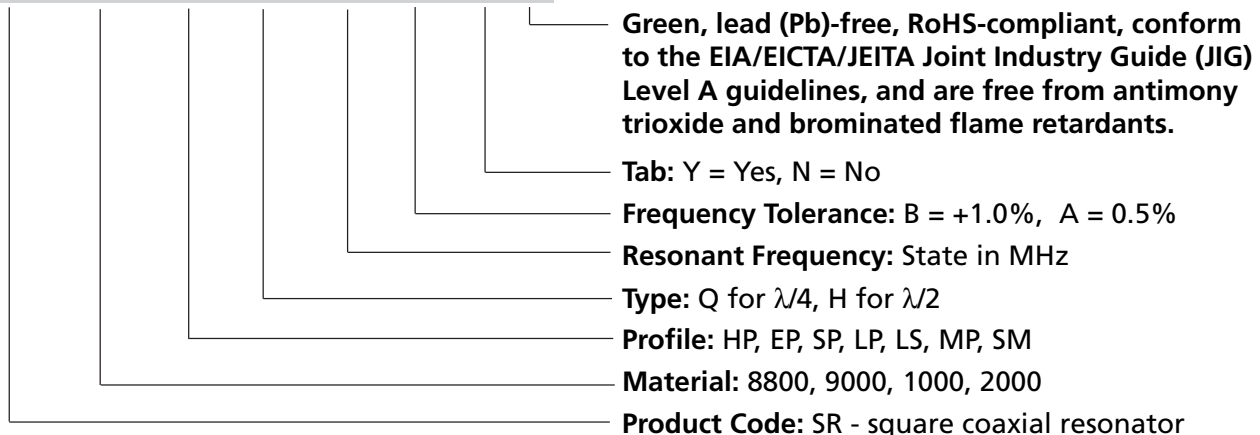 Green, lead (Pb)-free, RoHS-compliant, conform
to the EIA/EICTA/JEITA Joint Industry Guide (JIG)
Level A guidelines, and are free from antimony
trioxide and brominated flame retardants.
Tab: Y = Yes, N = No
Frequency Tolerance: B = +1.0%, A = 0.5%
Resonant Frequency: State in MHz
Type: Q for λ/4, H for λ/2
Profile: HP, EP, SP, LP, LS, MP, SM
Material: 8800, 9000, 1000, 2000
Product Code: SR - square coaxial resonator